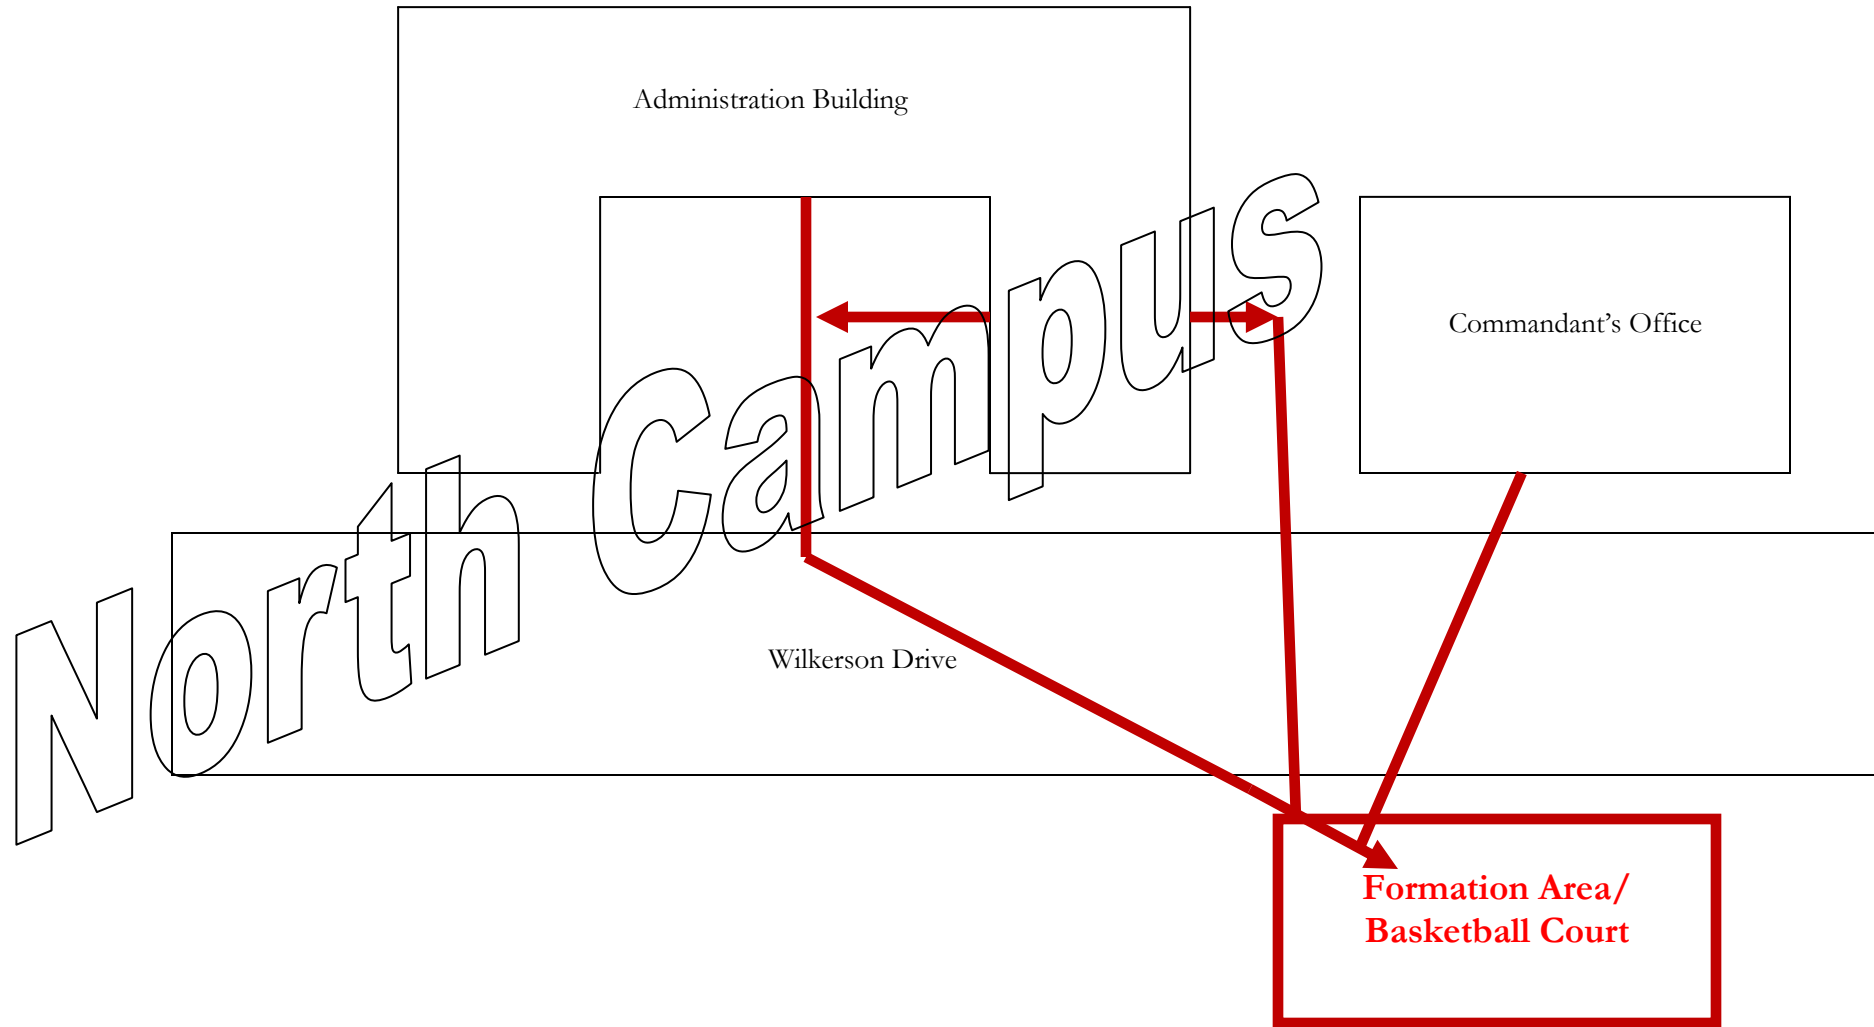 Administration Building
North Campus
Commandant’s Office
Wilkerson Drive
Formation Area/
Basketball Court